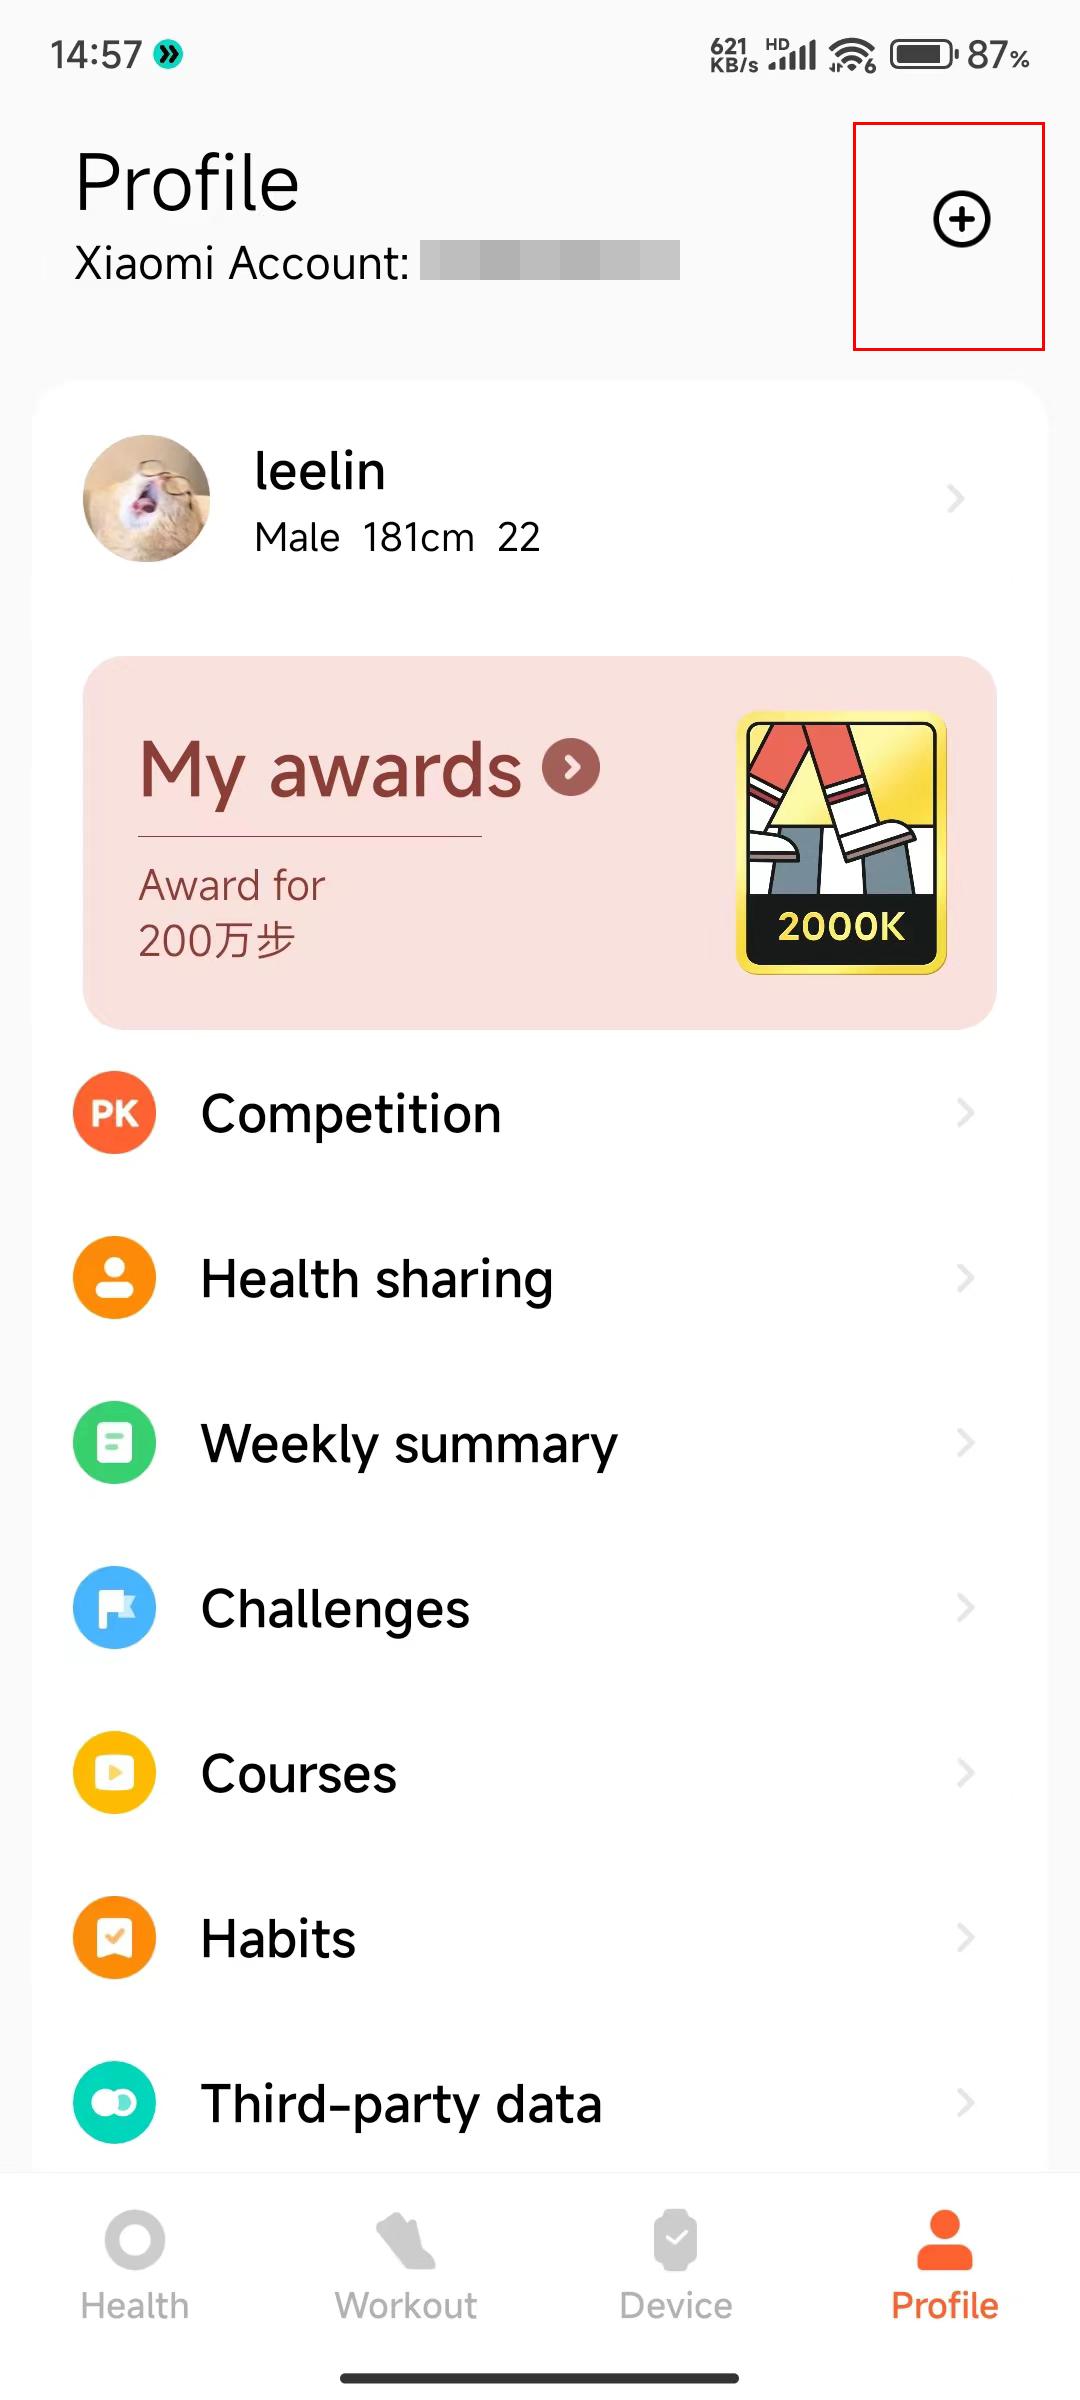 14:57
621 KB/s HD 6 87%
Profile
Xiaomi Account:
leelin
Male 181cm 22
My awards
Award for
200万步
2000K
PK Competition
Health sharing
Weekly summary
Challenges
Courses
Habits
Third-party data
Health Workout Device Profile